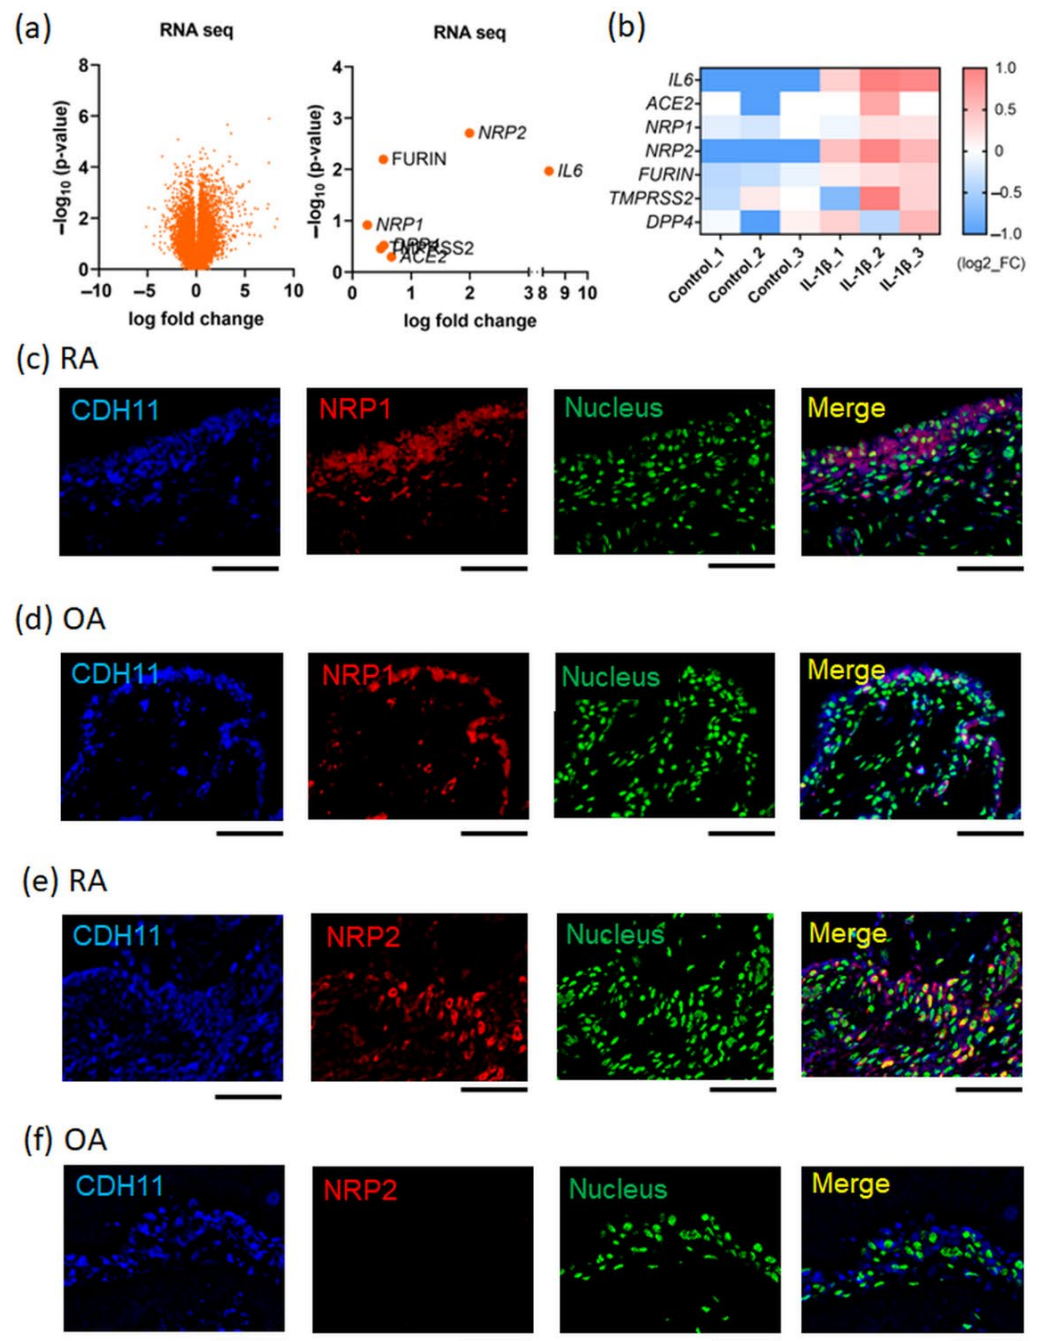 (a)
RNA seq
8
6
4
2
0
−log10 (p-value)
−10 −5 0 5 10
log fold change
RNA seq
4
3
2
1
0
−log10 (p-value)
NRP2
FURIN
IL6
NRP1
TMPRSS2
ACE2
0 1 2 3 8 9 10
log fold change
(b)
IL6
ACE2
NRP1
NRP2
FURIN
TMPRSS2
DPP4
Control_1
Control_2
Control_3
IL-1β_1
IL-1β_2
IL-1β_3
1.0
0.5
0
−0.5
−1.0
(log2_FC)
(c) RA
CDH11 NRP1 Nucleus Merge
(d) OA
CDH11 NRP1 Nucleus Merge
(e) RA
CDH11 NRP2 Nucleus Merge
(f) OA
CDH11 NRP2 Nucleus Merge